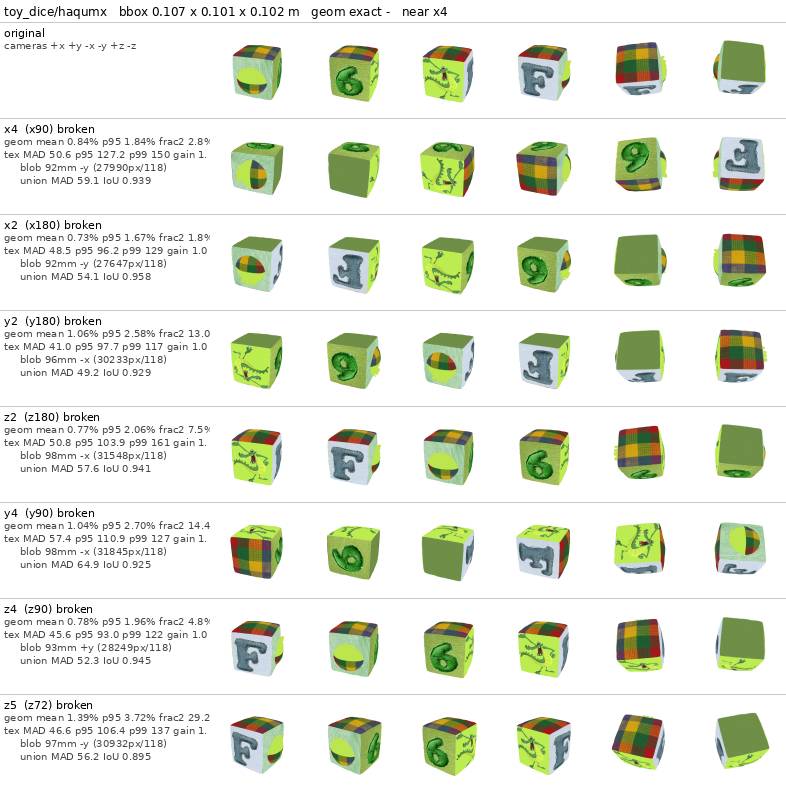 toy_dice/haqumx bbox 0.107 x 0.101 x 0.102 m geom exact - near x4
original
cameras +x +y -x -y +z -z
6
F
x4 (x90) broken
geom mean 0.84% p95 1.84% frac2 2.8%
tex MAD 50.6 p95 127.2 p99 150 gain 1.
blob 92mm -y (27990px/118)
union MAD 59.1 IoU 0.939
6
F
x2 (x180) broken
geom mean 0.73% p95 1.67% frac2 1.8%
tex MAD 48.5 p95 96.2 p99 129 gain 1.0
blob 92mm -y (27647px/118)
union MAD 54.1 IoU 0.958
F
6
y2 (y180) broken
geom mean 1.06% p95 2.58% frac2 13.0
tex MAD 41.0 p95 97.7 p99 117 gain 1.0
blob 96mm -x (30233px/118)
union MAD 49.2 IoU 0.929
6
F
z2 (z180) broken
geom mean 0.77% p95 2.06% frac2 7.5%
tex MAD 50.8 p95 103.9 p99 161 gain 1.
blob 98mm -x (31548px/118)
union MAD 57.6 IoU 0.941
F
6
y4 (y90) broken
geom mean 1.04% p95 2.70% frac2 14.4
tex MAD 57.4 p95 110.9 p99 127 gain 1.
blob 98mm -x (31845px/118)
union MAD 64.9 IoU 0.925
6
F
z4 (z90) broken
geom mean 0.78% p95 1.96% frac2 4.8%
tex MAD 45.6 p95 93.0 p99 122 gain 1.0
blob 93mm +y (28249px/118)
union MAD 52.3 IoU 0.945
F
6
z5 (z72) broken
geom mean 1.39% p95 3.72% frac2 29.2
tex MAD 46.6 p95 106.4 p99 137 gain 1.
blob 97mm -y (30932px/118)
union MAD 56.2 IoU 0.895
F
6
6
F